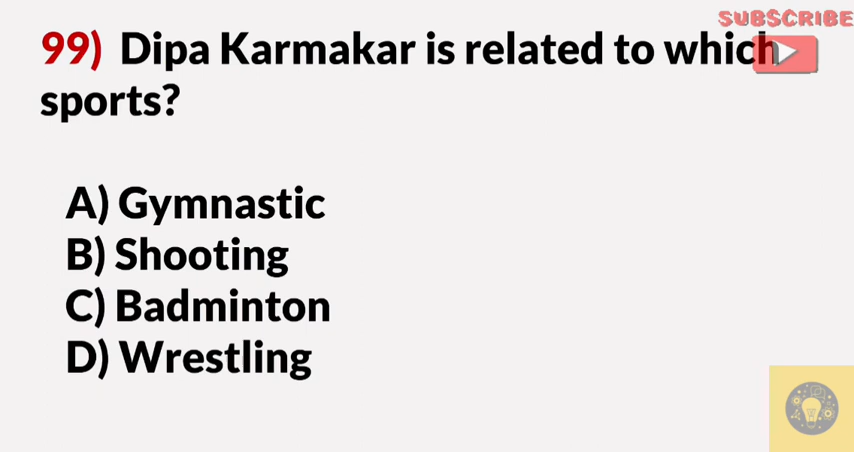 SUBSCRIBE
99) Dipa Karmakar is related to which
sports?
A) Gymnastic
B) Shooting
C) Badminton
D) Wrestling